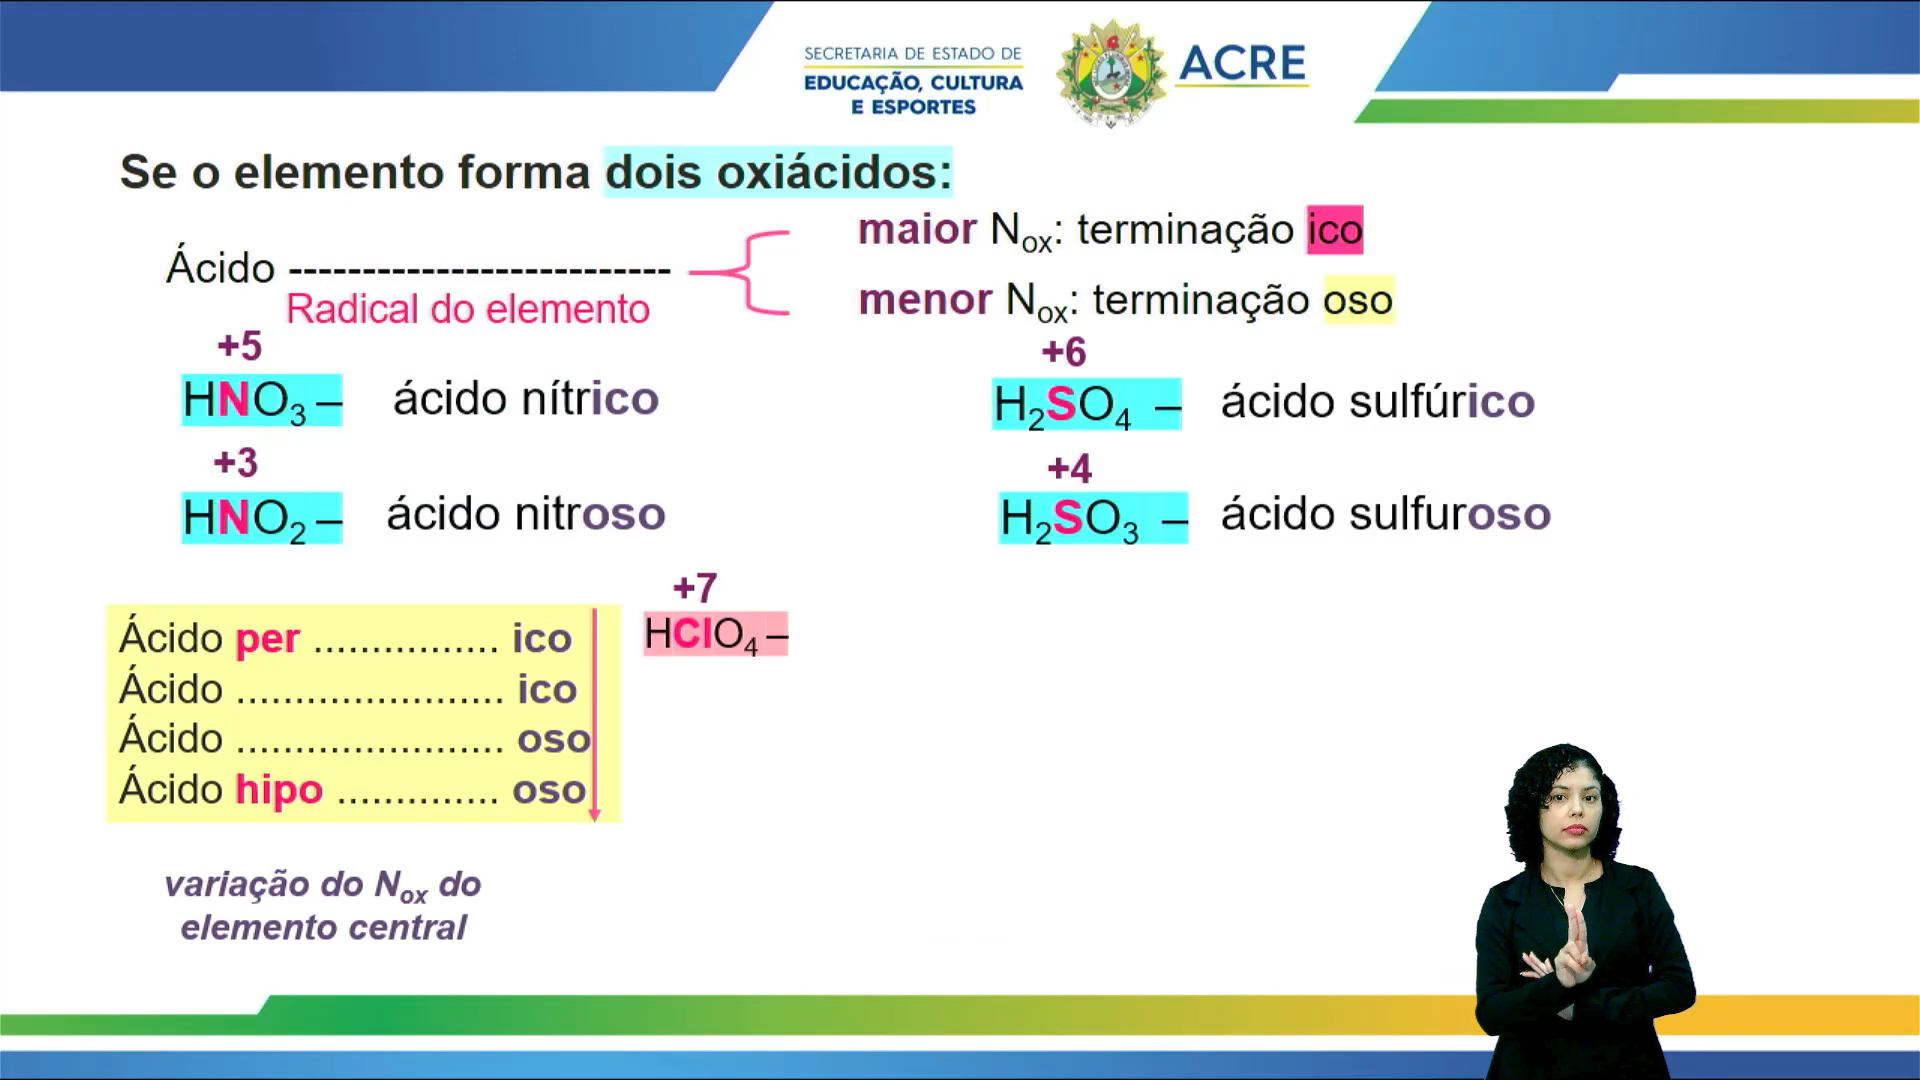 SECRETARIA DE ESTADO DE
EDUCAÇÃO, CULTURA
E ESPORTES
ACRE
Se o elemento forma dois oxiácidos:
maior Nox: terminação ico
Ácido --------------------------
Radical do elemento
menor Nox: terminação oso
+5
HNO3 – ácido nítrico
+6
H2SO4 – ácido sulfúrico
+3
HNO2 – ácido nitroso
+4
H2SO3 – ácido sulfuroso
+7
HClO4 –
Ácido per ................ ico
Ácido ....................... ico
Ácido ....................... oso
Ácido hipo .............. oso
variação do Nox do
elemento central